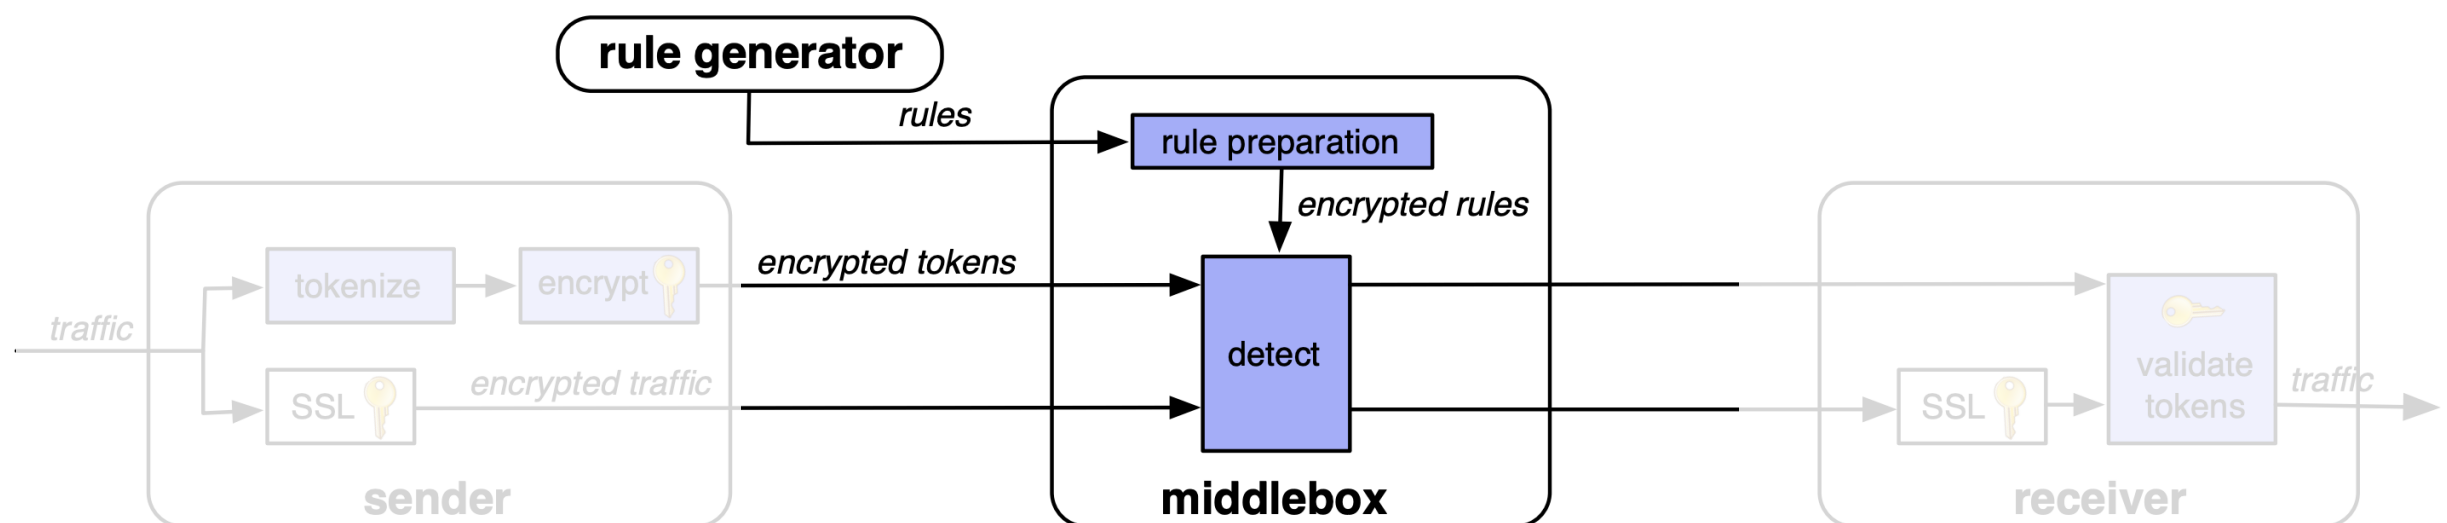 rule generator
rules
rule preparation
encrypted rules
encrypted tokens
tokenize
encrypt
traffic
detect
encrypted traffic
SSL
validate
tokens
traffic
SSL
sender
middlebox
receiver